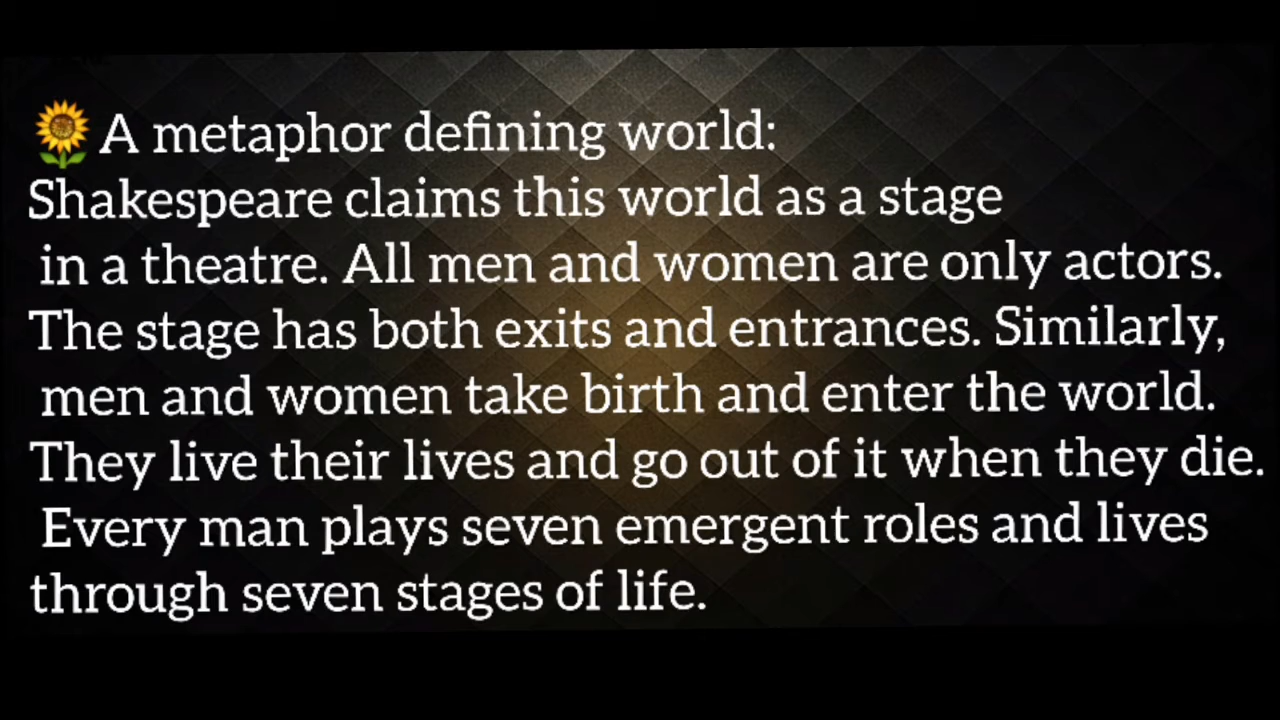 🌻A metaphor defining world:
Shakespeare claims this world as a stage
in a theatre. All men and women are only actors.
The stage has both exits and entrances. Similarly,
men and women take birth and enter the world.
They live their lives and go out of it when they die.
Every man plays seven emergent roles and lives
through seven stages of life.